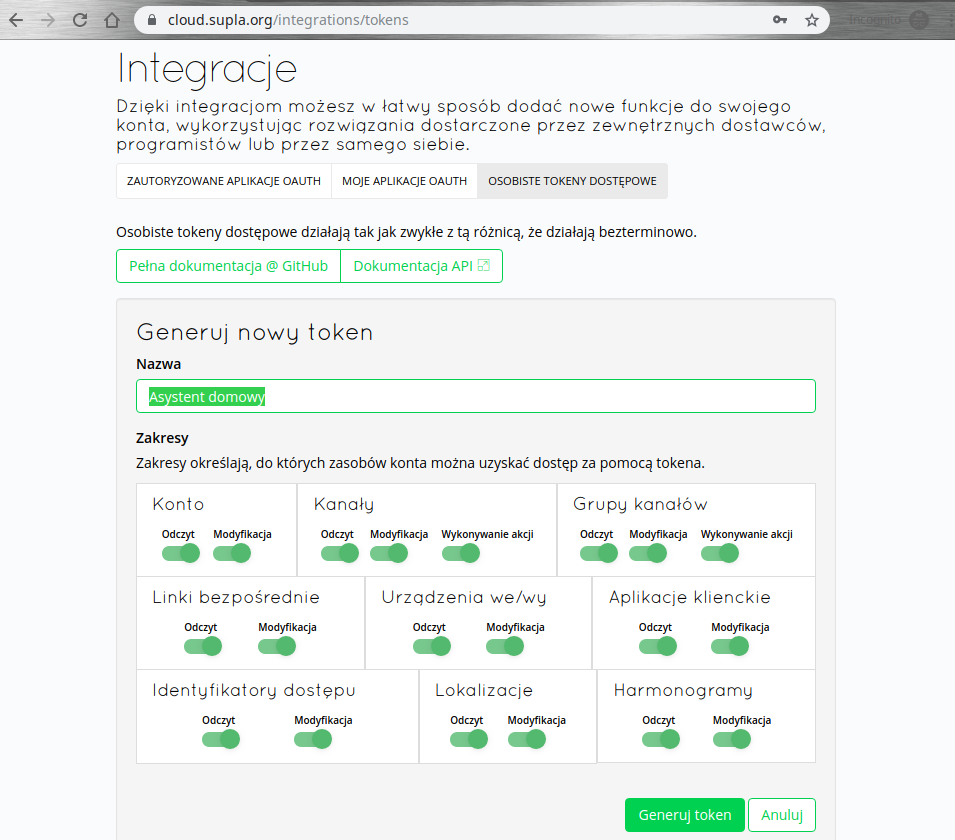 cloud.supla.org/integrations/tokens
Incognito
Integracje
Dzięki integracjom możesz w łatwy sposób dodać nowe funkcje do swojego
konta, wykorzystując rozwiązania dostarczone przez zewnętrznych dostawców,
programistów lub przez samego siebie.
ZAUTORYZOWANE APLIKACJE OAUTH MOJE APLIKACJE OAUTH OSOBISTE TOKENY DOSTĘPOWE
Osobiste tokeny dostępowe działają tak jak zwykłe z tą różnicą, że działają bezterminowo.
Pełna dokumentacja @ GitHub Dokumentacja API
Generuj nowy token
Nazwa
Asystent domowy
Zakresy
Zakresy określają, do których zasobów konta można uzyskać dostęp za pomocą tokena.
Konto Kanały Grupy kanałów
Odczyt Modyfikacja Odczyt Modyfikacja Wykonywanie akcji Odczyt Modyfikacja Wykonywanie akcji
Linki bezpośrednie Urządzenia we/wy Aplikacje klienckie
Odczyt Modyfikacja Odczyt Modyfikacja Odczyt Modyfikacja
Identyfikatory dostępu Lokalizacje Harmonogramy
Odczyt Modyfikacja Odczyt Modyfikacja Odczyt Modyfikacja
Generuj token Anuluj